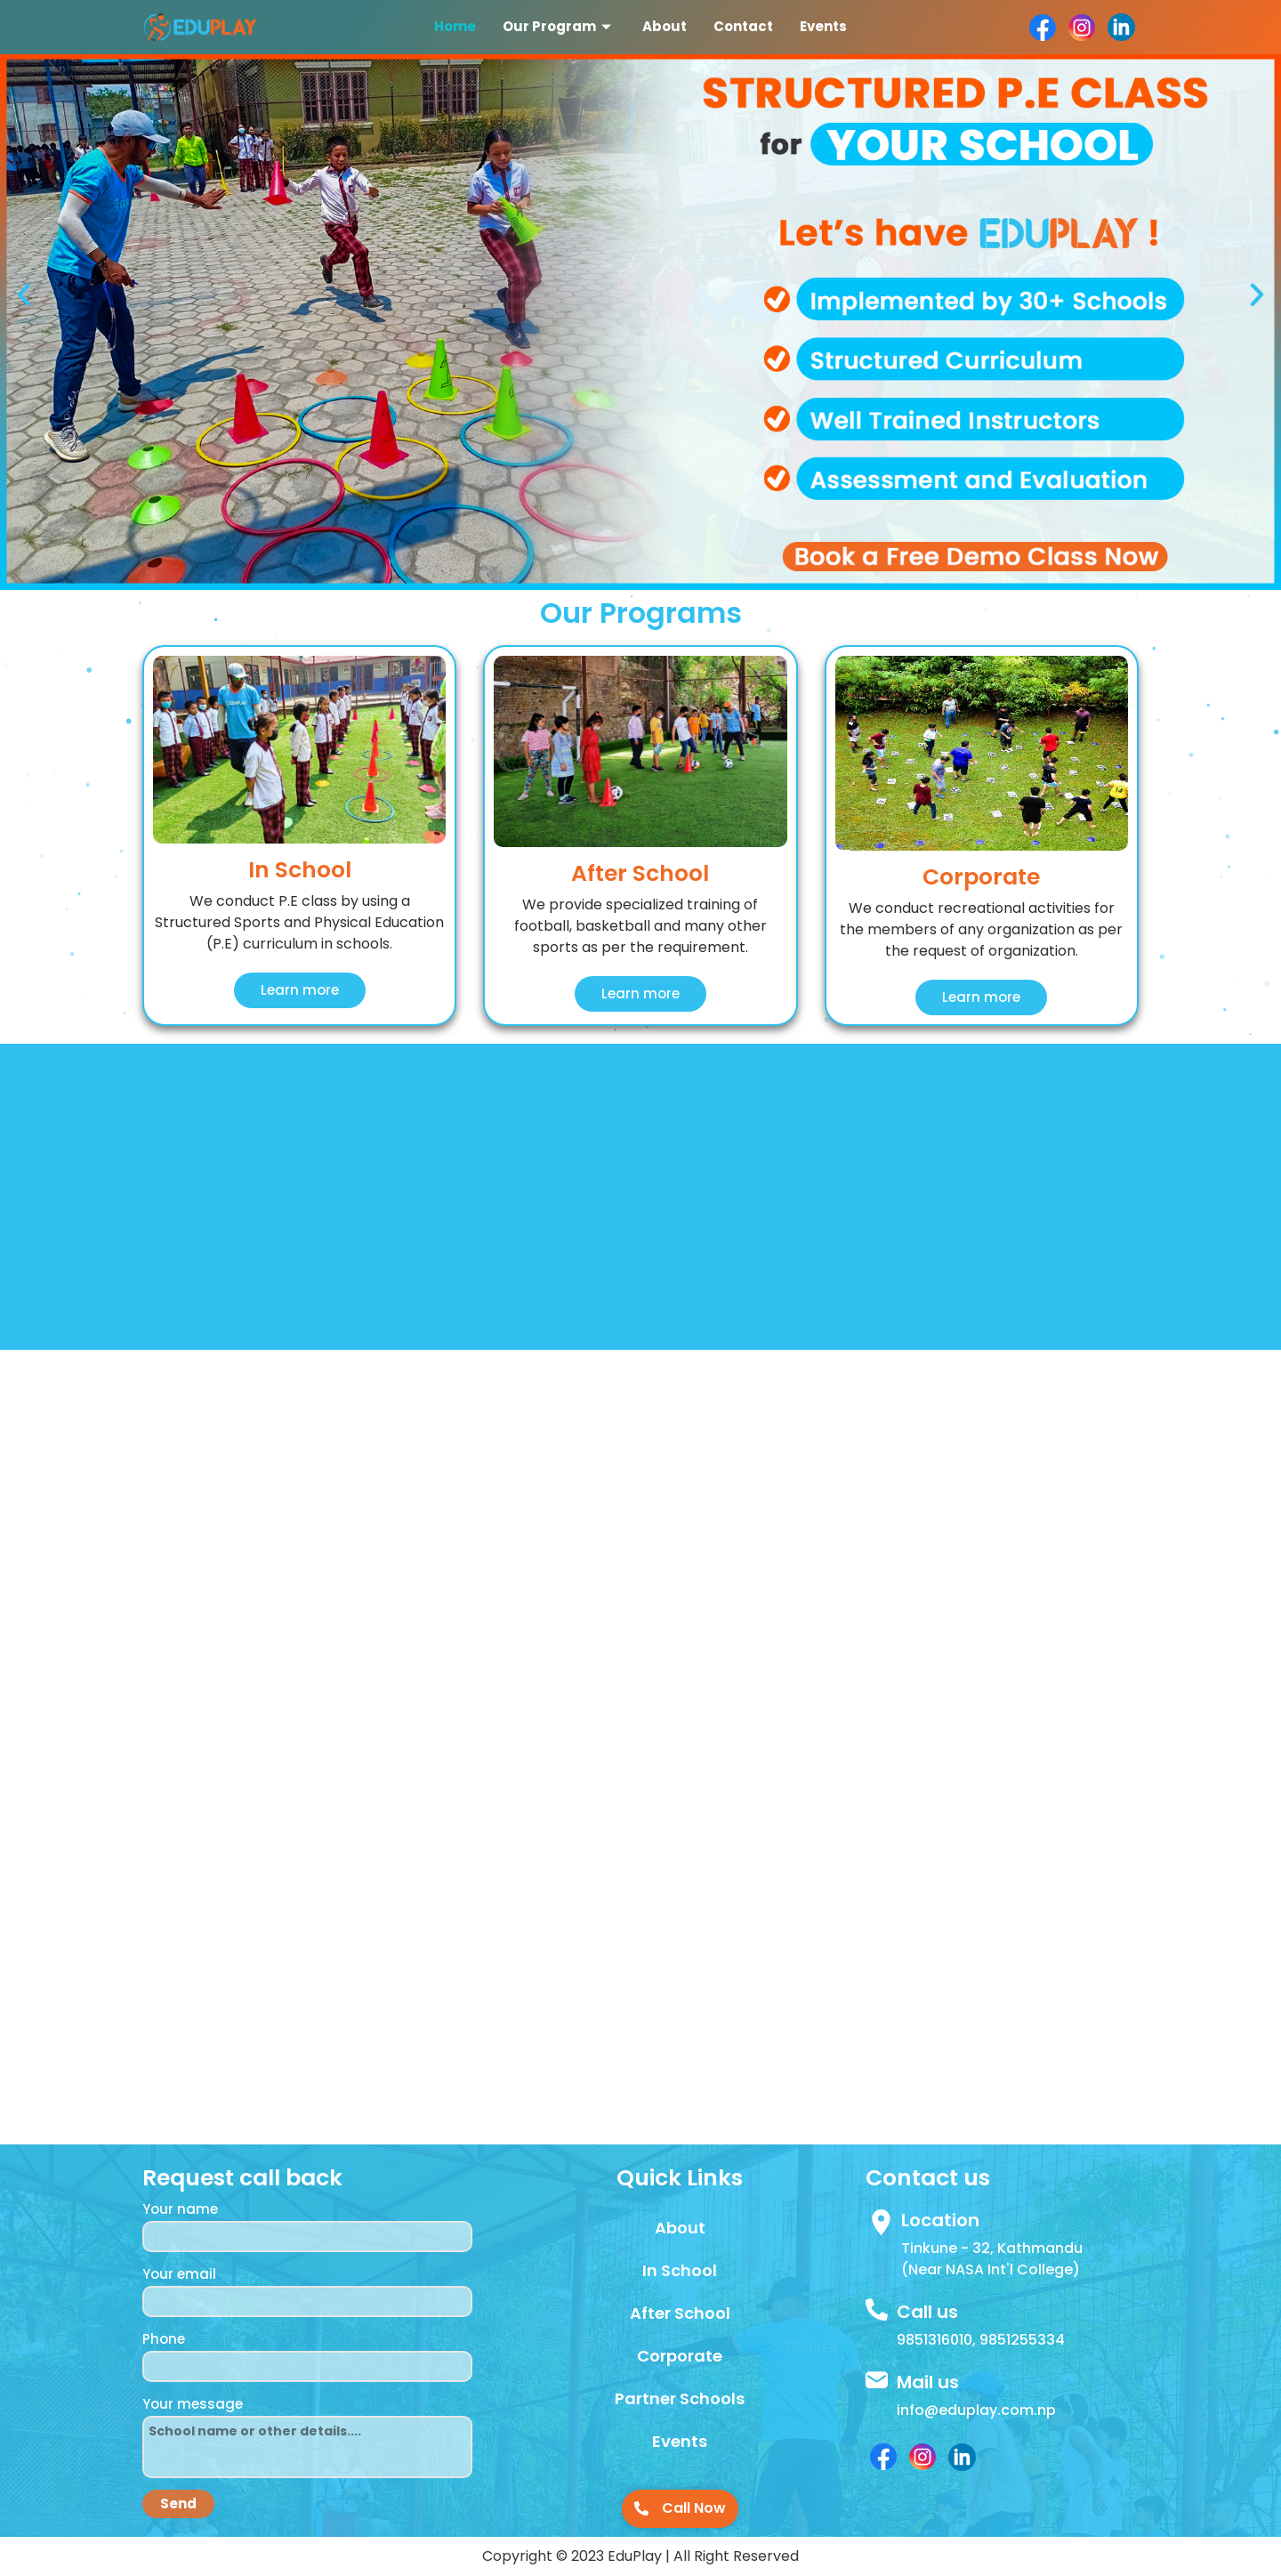 EDUPLAY
Home
Our Program
About
Contact
Events
STRUCTURED P.E CLASS
for YOUR SCHOOL
Let's have EDUPLAY !
Implemented by 30+ Schools
Structured Curriculum
Well Trained Instructors
Assessment and Evaluation
Book a Free Demo Class Now
Our Programs
In School
We conduct P.E class by using a
Structured Sports and Physical Education
(P.E) curriculum in schools.
Learn more
After School
We provide specialized training of
football, basketball and many other
sports as per the requirement.
Learn more
Corporate
We conduct recreational activities for
the members of any organization as per
the request of organization.
Learn more
Request call back
Your name
Your email
Phone
Your message
School name or other details....
Send
Quick Links
About
In School
After School
Corporate
Partner Schools
Events
Call Now
Contact us
Location
Tinkune - 32, Kathmandu
(Near NASA Int'l College)
Call us
9851316010, 9851255334
Mail us
info@eduplay.com.np
Copyright © 2023 EduPlay | All Right Reserved